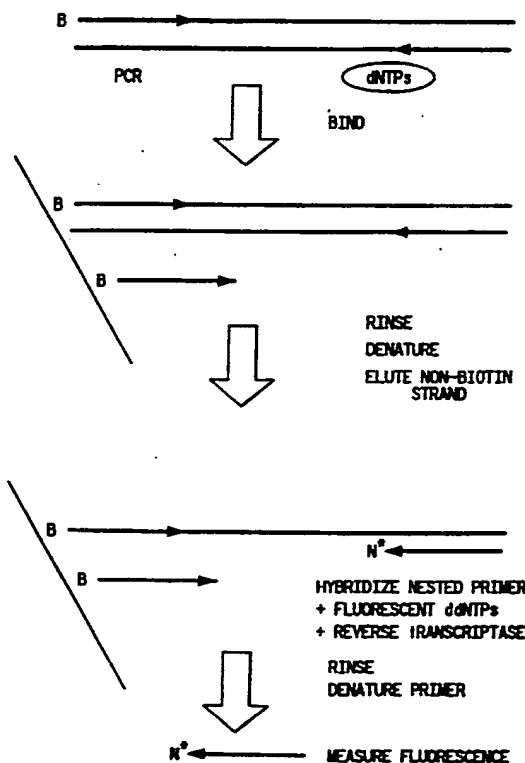 B
PCR
dNTPs
BIND
B
B
RINSE
DENATURE
ELUTE NON-BIOTIN
STRAND
B
N*
B
HYBRIDIZE NESTED PRIMER
+ FLUORESCENT ddNTPs
+ REVERSE TRANSCRIPTASE
RINSE
DENATURE PRIMER
N*
MEASURE FLUORESCENCE